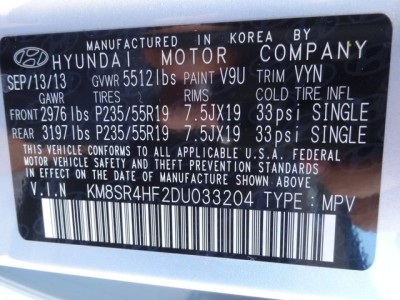 MANUFACTURED IN KOREA BY
HYUNDAI MOTOR COMPANY
SEP/13/13 GVWR 5512lbs PAINT V9U TRIM VYN
GAWR TIRES RIMS COLD TIRE INFL
FRONT 2976 lbs P235/55R19 7.5JX19 33psi SINGLE
REAR 3197 lbs P235/55R19 7.5JX19 33psi SINGLE
THIS VEHICLE CONFORMS TO ALL APPLICABLE U.S.A. FEDERAL
MOTOR VEHICLE SAFETY, BUMPER, AND THEFT PREVENTION
STANDARDS IN EFFECT ON THE DATE OF MANUFACTURE
SHOWN ABOVE.
V.I.N KM8SR4HF2DU033204 TYPE : MPV